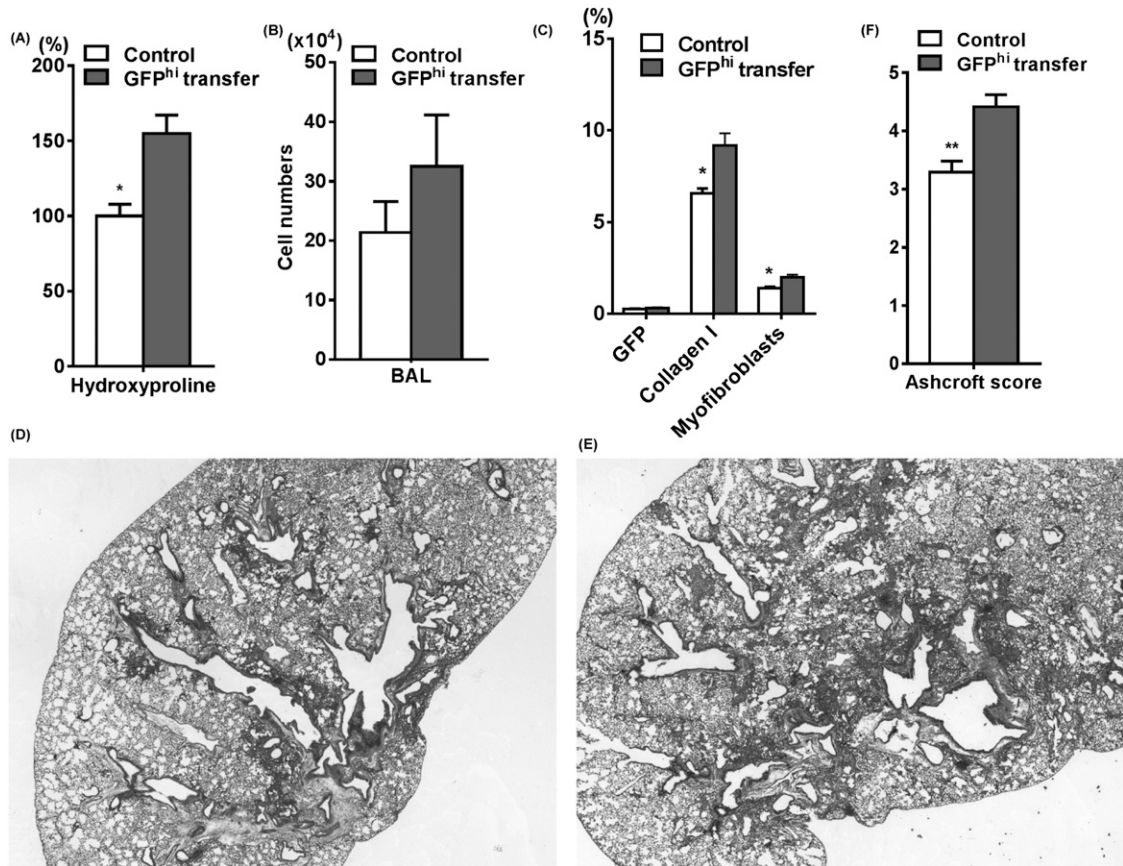 (A)
(%)
Control
GFPhi transfer
200
150
100
50
0
*
Hydroxyproline
(B)
(x10⁴)
Control
GFPhi transfer
Cell numbers
50
40
30
20
10
0
BAL
(C)
(%)
Control
GFPhi transfer
15
10
5
0
*
*
GFP
Collagen I
Myofibroblasts
(F)
Control
GFPhi transfer
5
4
3
2
1
0
**
Ashcroft score
(D)
(E)